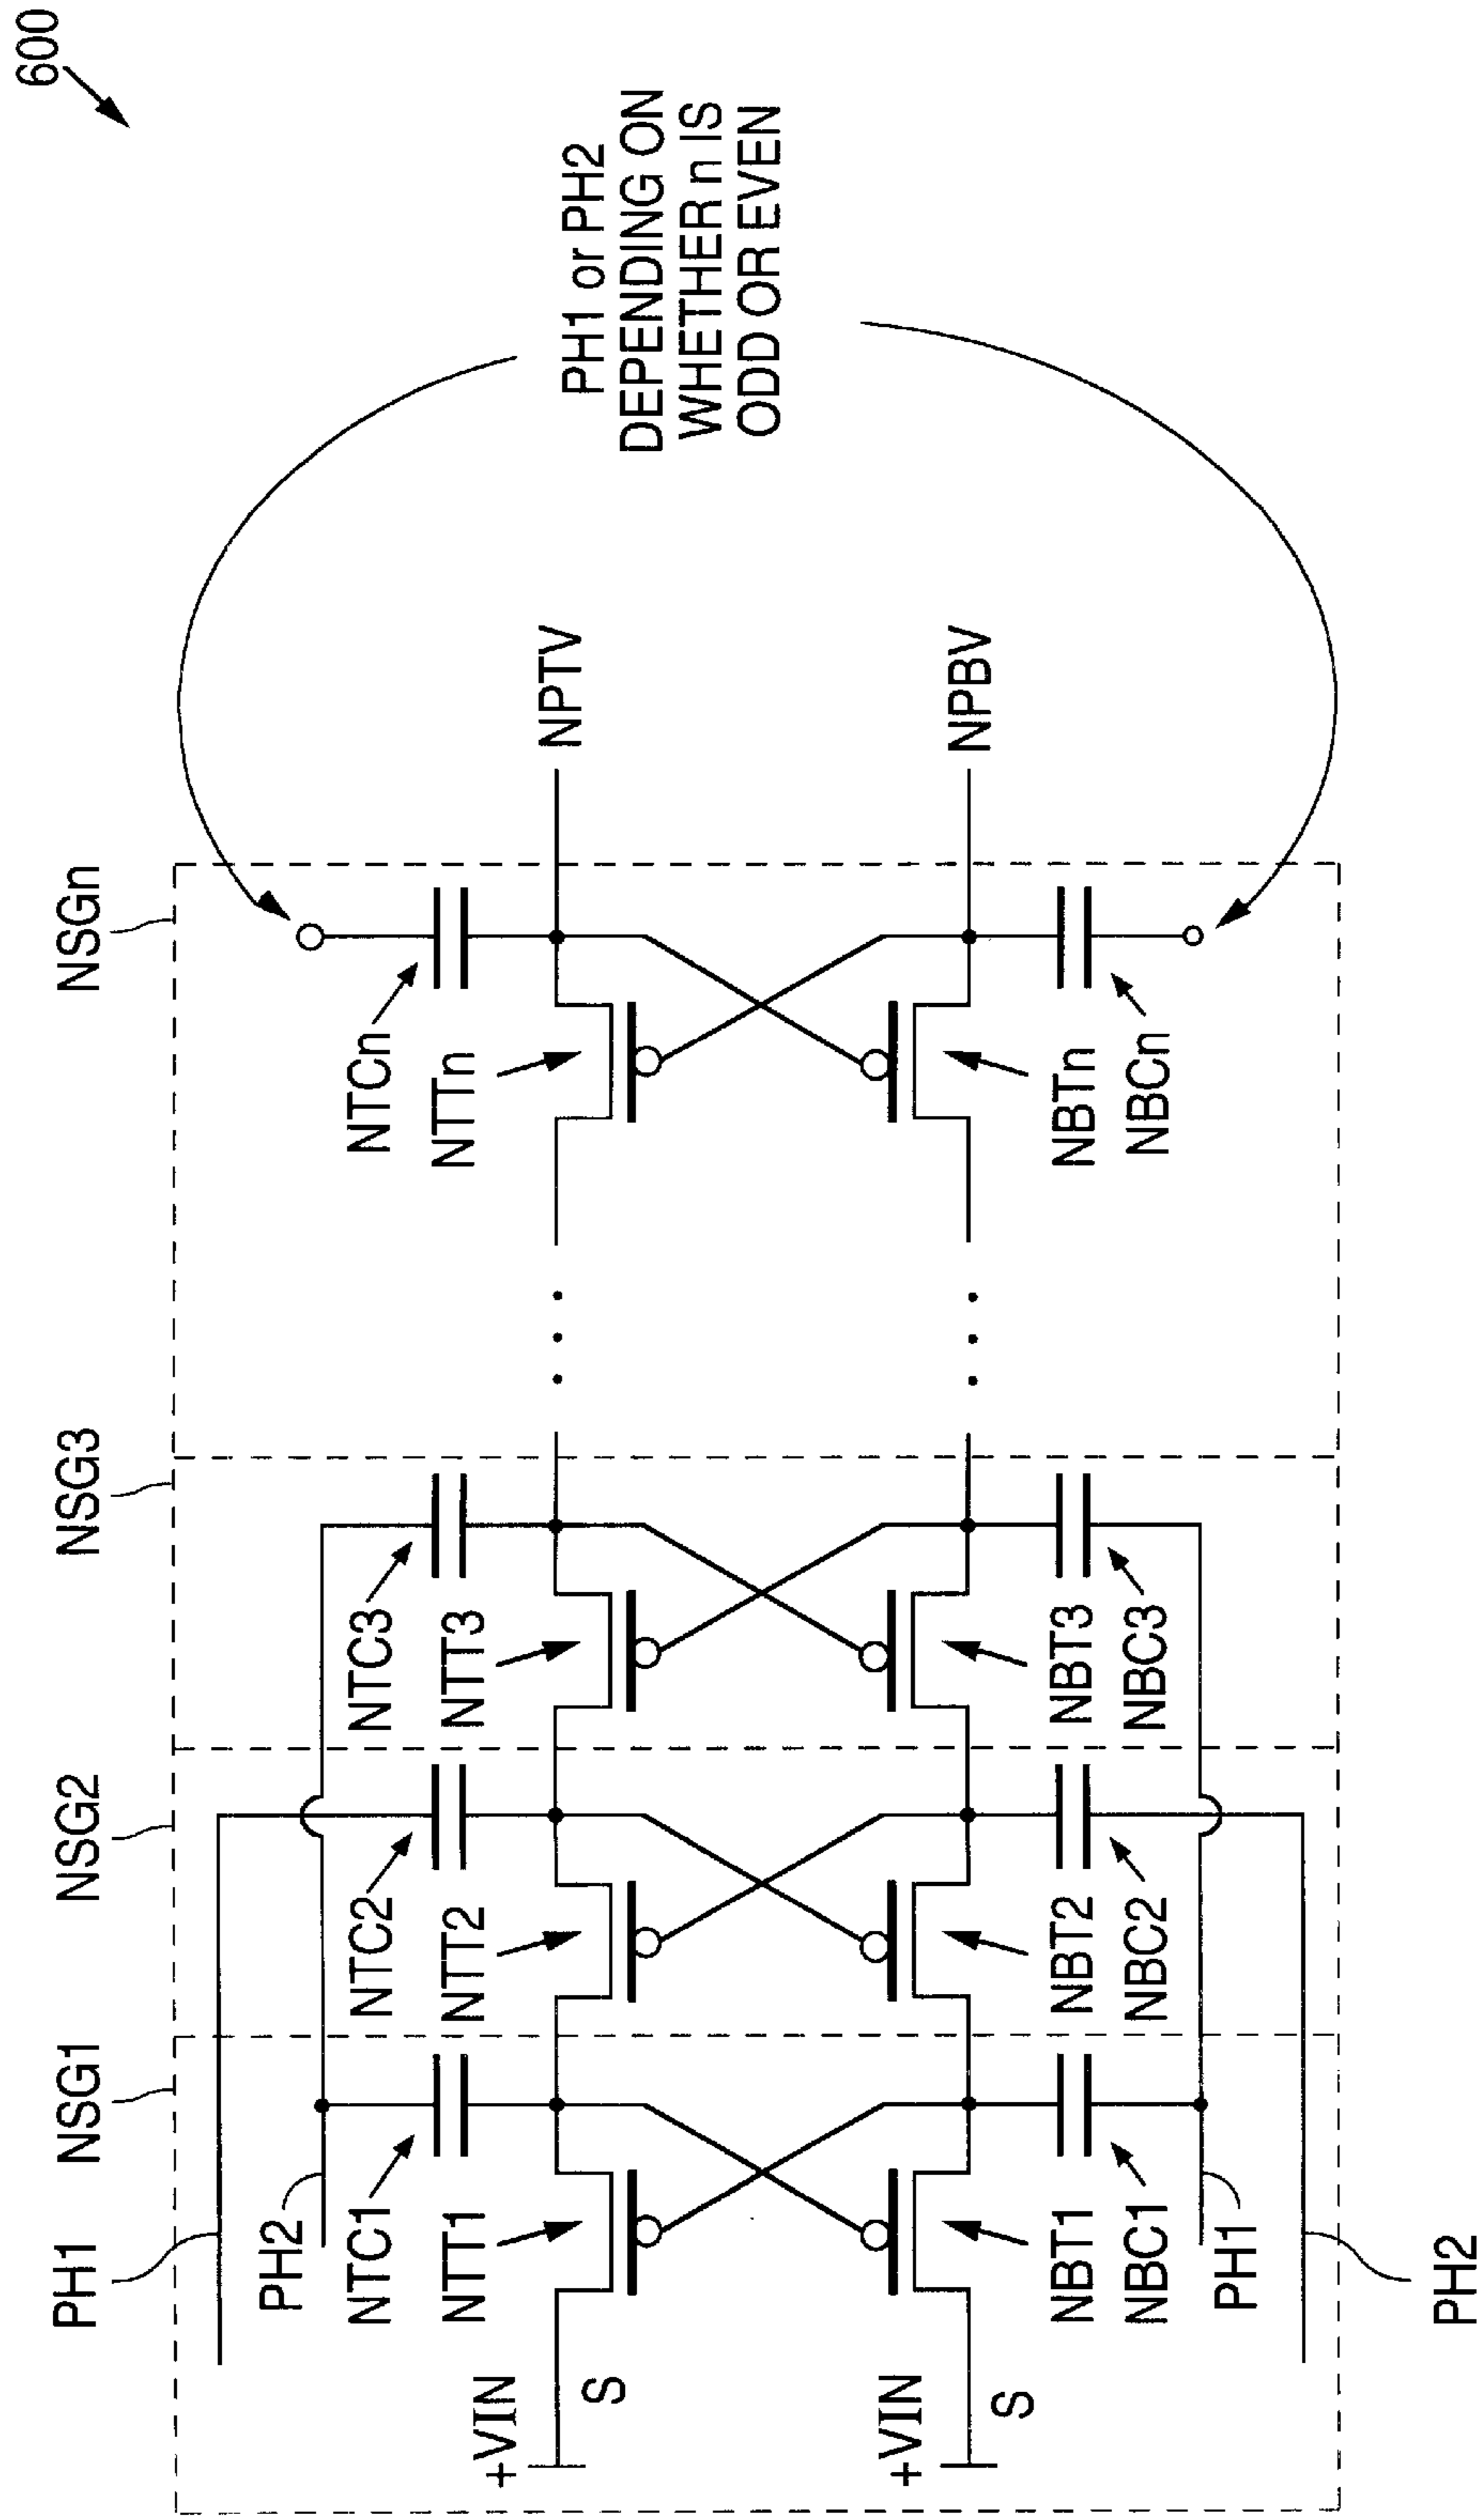 600
PH1 or PH2
DEPENDING ON
WHETHER n IS
ODD OR EVEN
NSG1
NSG2
NSG3
NSGn
PH1
PH2
NTC1
NTT1
NTC2
NTT2
NTC3
NTT3
NTCn
NTTn
+VIN
S
NPTV
+VIN
S
NPBV
NBT1
NBC1
NBT2
NBC2
NBT3
NBC3
NBTn
NBCn
PH1
PH2